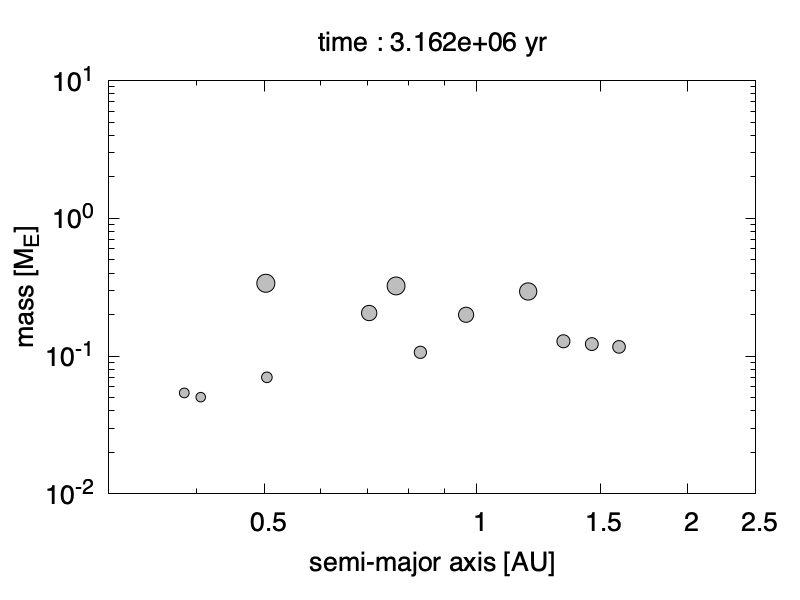 time : 3.162e+06 yr
10^1
10^0
10^-1
10^-2
mass [M_E]
0.5 1 1.5 2 2.5
semi-major axis [AU]